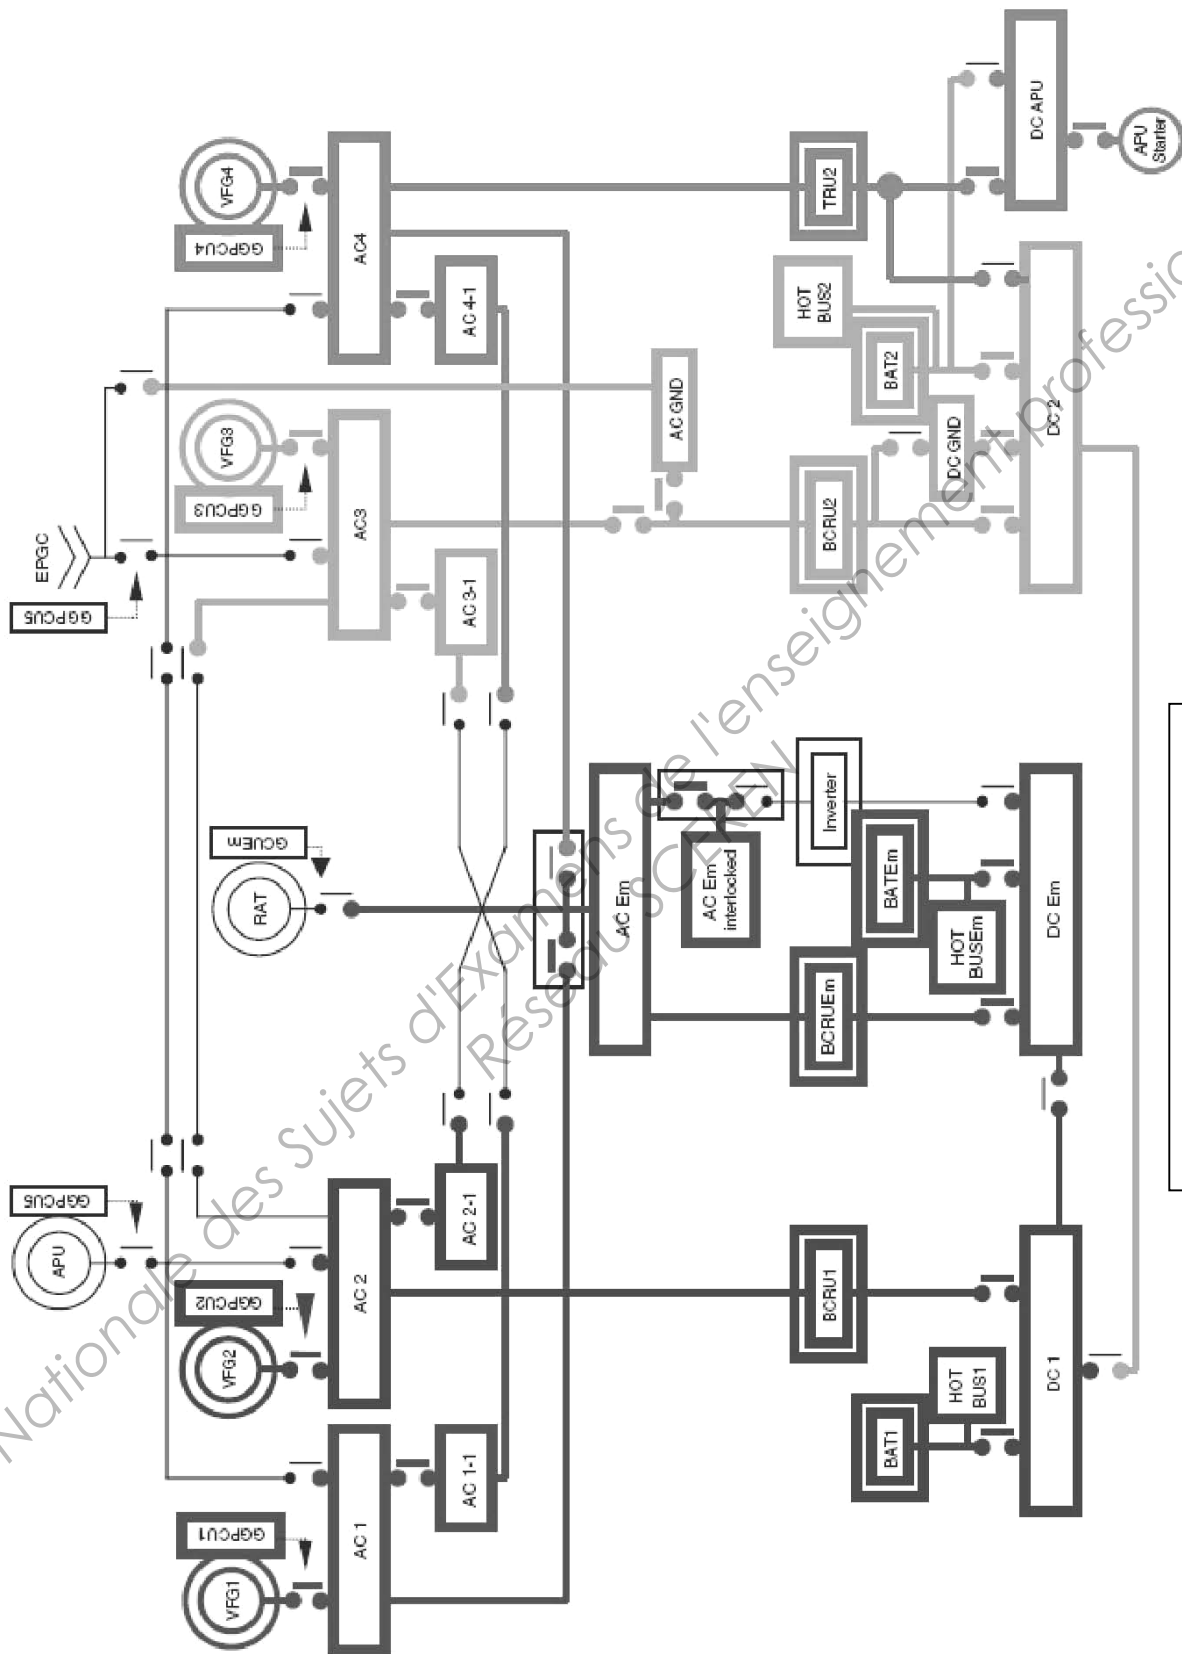 EPGC
GGPCU5
APU
GGPCU5
VFG1
GGPCU1
VFG2
GGPCU2
RAT
GCUEm
VFG3
GGPCU3
VFG4
GGPCU4
AC 1
AC 2
AC3
AC4
AC 1-1
AC 2-1
AC 3-1
AC 4-1
AC Em
AC GND
AC Em
interlocked
Inverter
BCRU1
BCRUEm
BCRU2
TRU2
BAT1
HOT
BUS1
BATEm
HOT
BUSEm
BAT2
HOT
BUS2
DC GND
DC 1
DC Em
DC 2
DC APU
APU
Starter
Nationale des Sujets d'Examens de l'enseignement professio
Réseau SCEREN